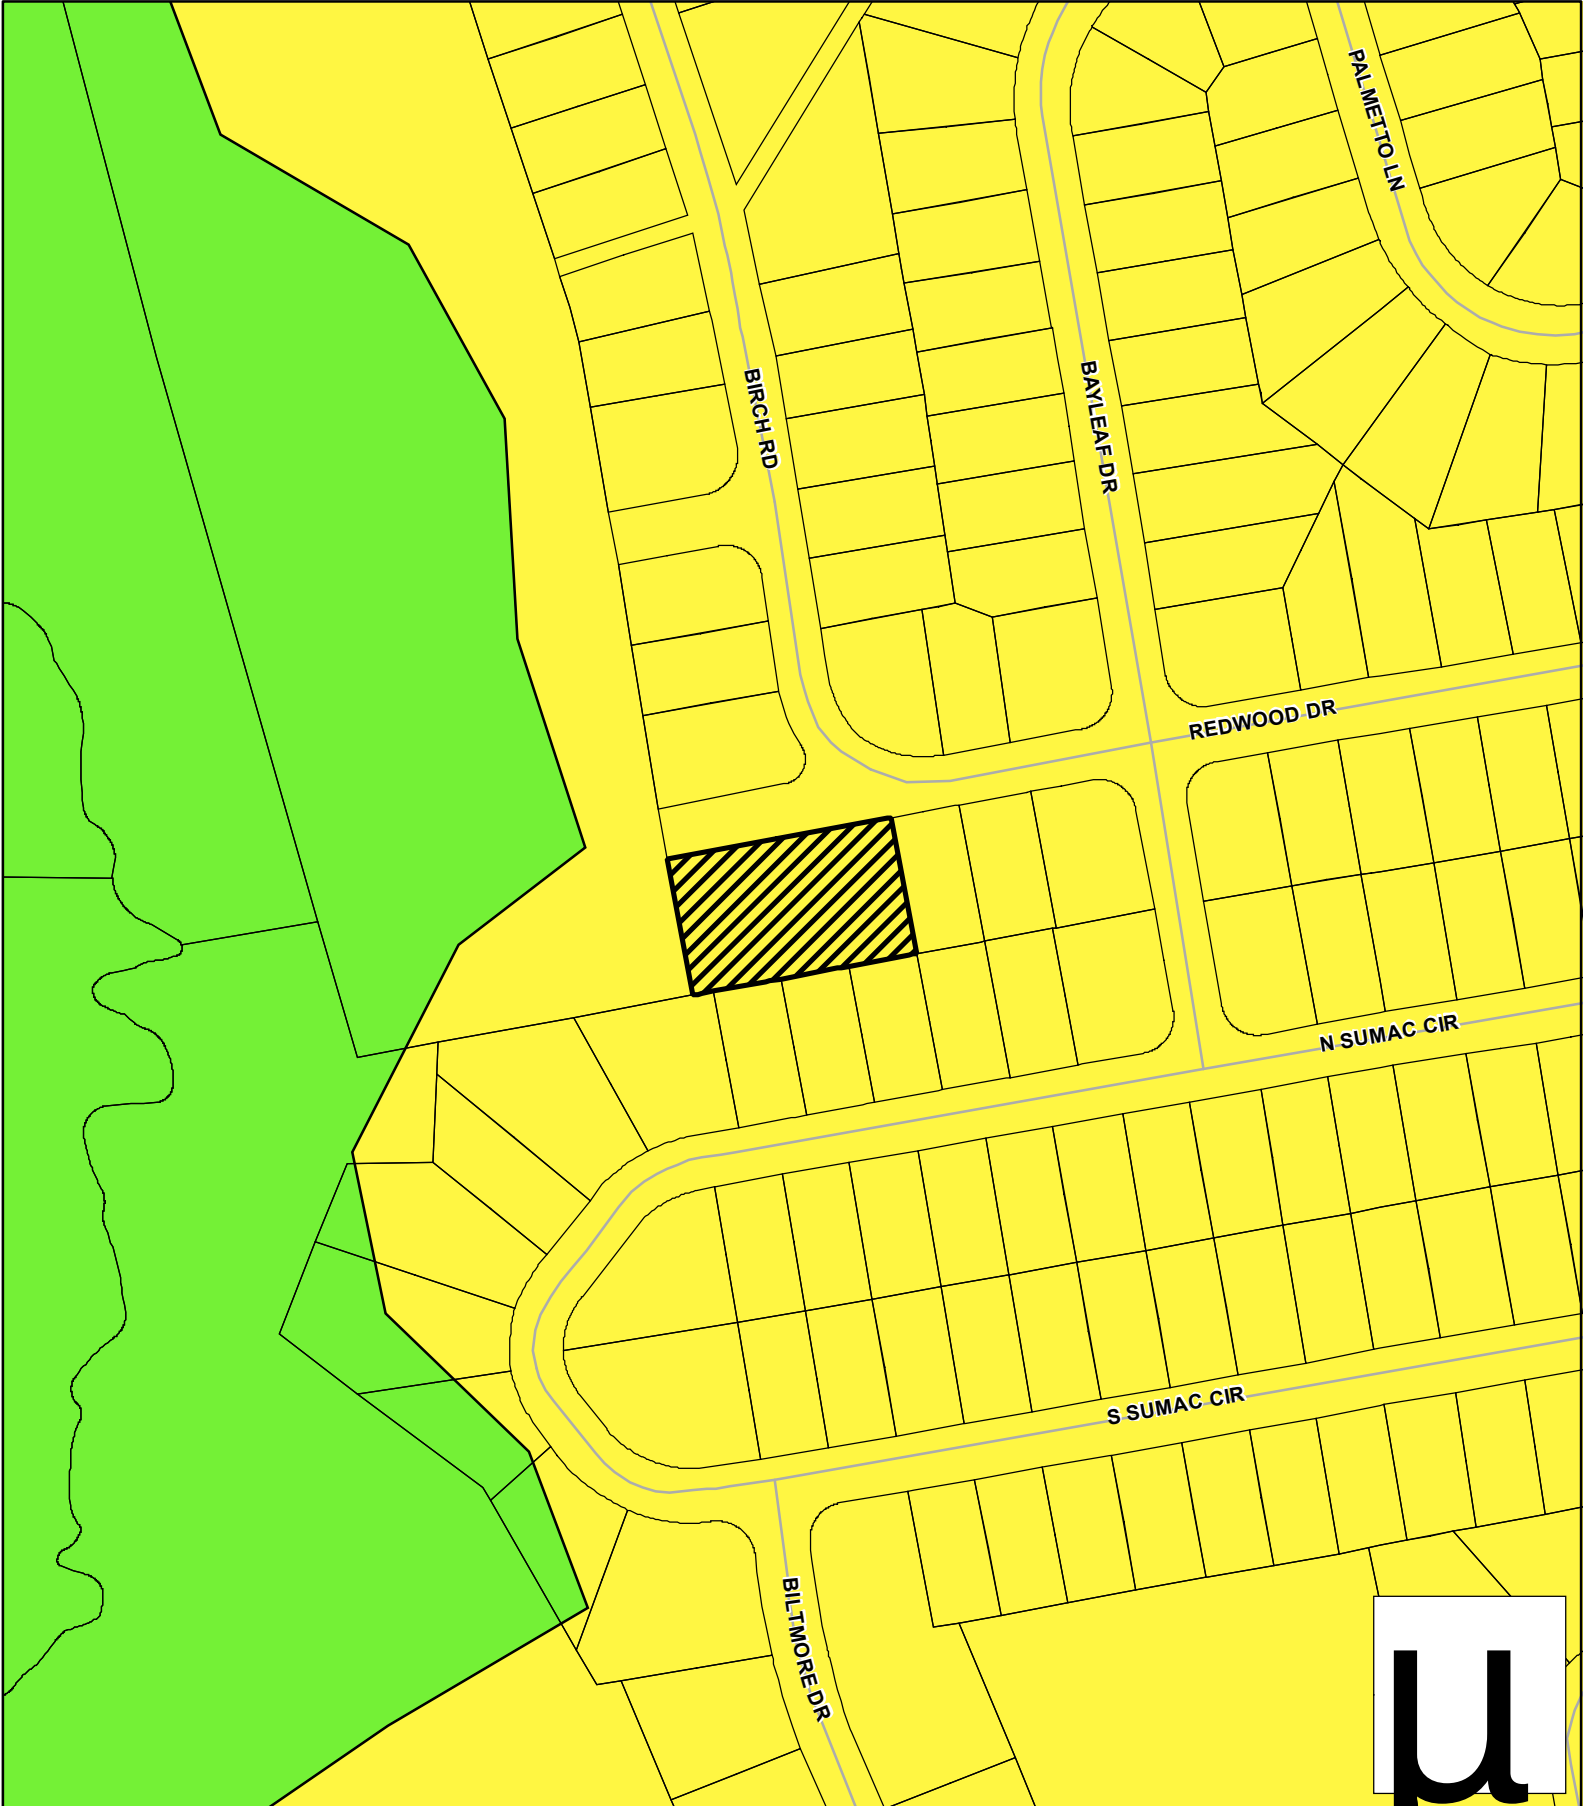 PALMETTO LN
BIRCH RD
BAYLEAF DR
REDWOOD DR
N SUMAC CIR
S SUMAC CIR
BILTMORE DR
µ